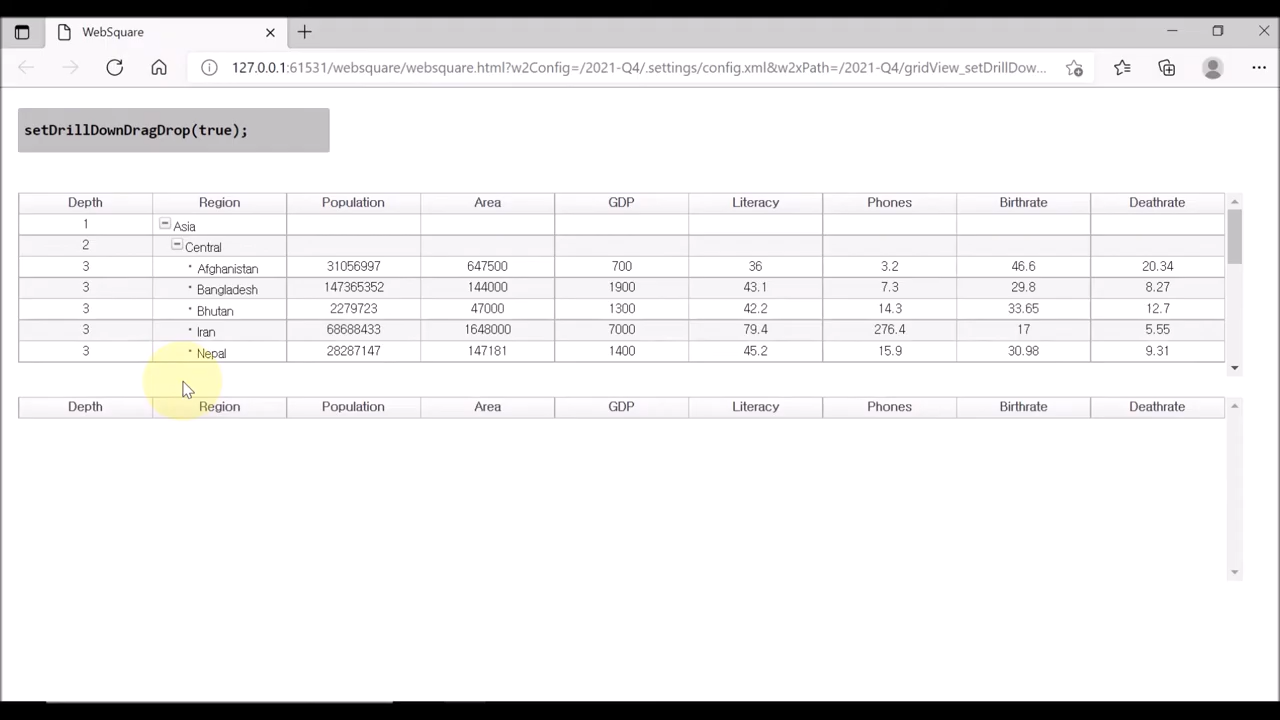 WebSquare
127.0.0.1:61531/websquare/websquare.html?w2Config=/2021-Q4/.settings/config.xml&w2xPath=/2021-Q4/gridView_setDrillDow...
setDrillDownDragDrop(true);
Depth Region Population Area GDP Literacy Phones Birthrate Deathrate
1 Asia
2 Central
3 Afghanistan 31056997 647500 700 36 3.2 46.6 20.34
3 Bangladesh 147365352 144000 1900 43.1 7.3 29.8 8.27
3 Bhutan 2279723 47000 1300 42.2 14.3 33.65 12.7
3 Iran 68688433 1648000 7000 79.4 276.4 17 5.55
3 Nepal 28287147 147181 1400 45.2 15.9 30.98 9.31
Depth Region Population Area GDP Literacy Phones Birthrate Deathrate